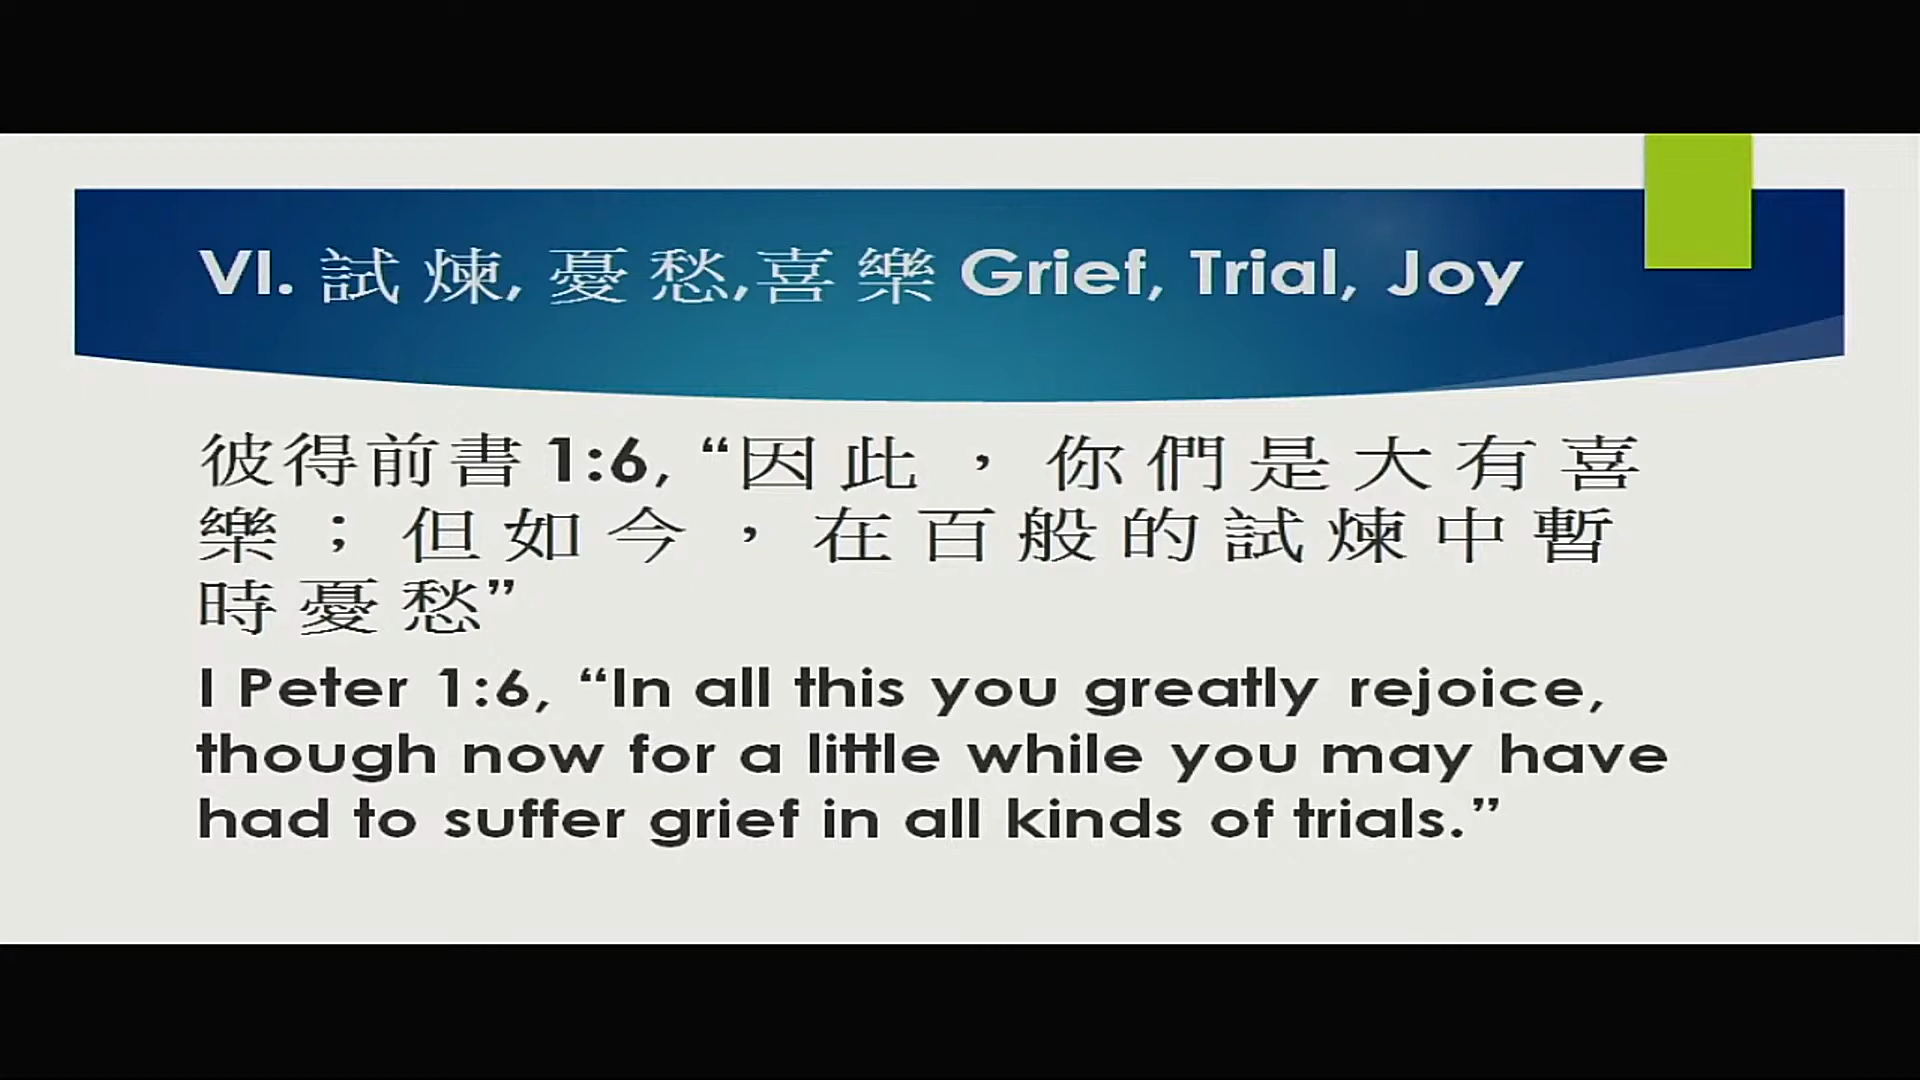 VI. 試 煉, 憂 愁,喜 樂 Grief, Trial, Joy
彼得前書 1:6, “因 此 ， 你 們 是 大 有 喜
樂 ； 但 如 今 ， 在 百 般 的 試 煉 中 暫
時 憂 愁”
I Peter 1:6, “In all this you greatly rejoice,
though now for a little while you may have
had to suffer grief in all kinds of trials.”